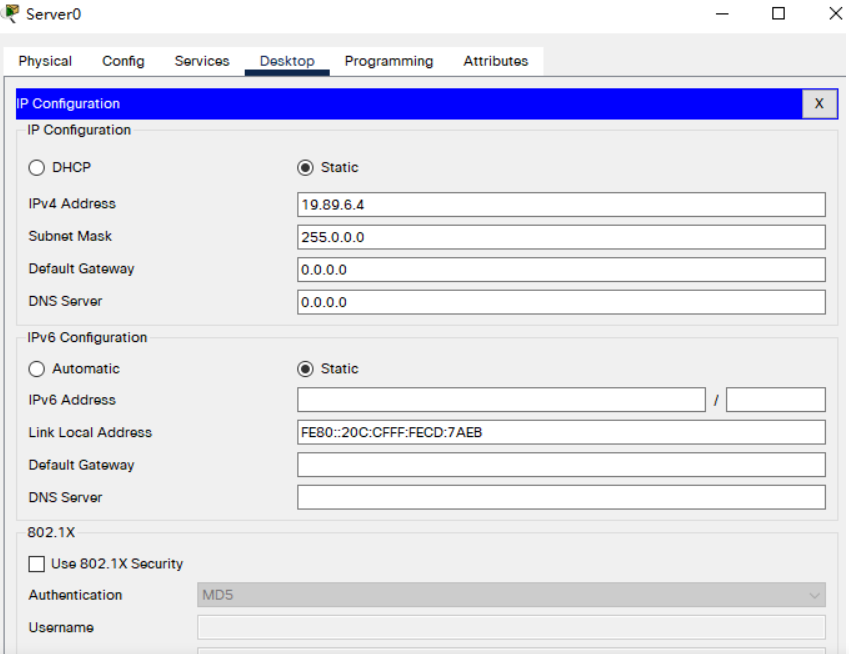 Server0
Physical Config Services Desktop Programming Attributes
IP Configuration X
IP Configuration
DHCP Static
IPv4 Address 19.89.6.4
Subnet Mask 255.0.0.0
Default Gateway 0.0.0.0
DNS Server 0.0.0.0
IPv6 Configuration
Automatic Static
IPv6 Address /
Link Local Address FE80::20C:CFFF:FECD:7AEB
Default Gateway
DNS Server
802.1X
Use 802.1X Security
Authentication MD5
Username